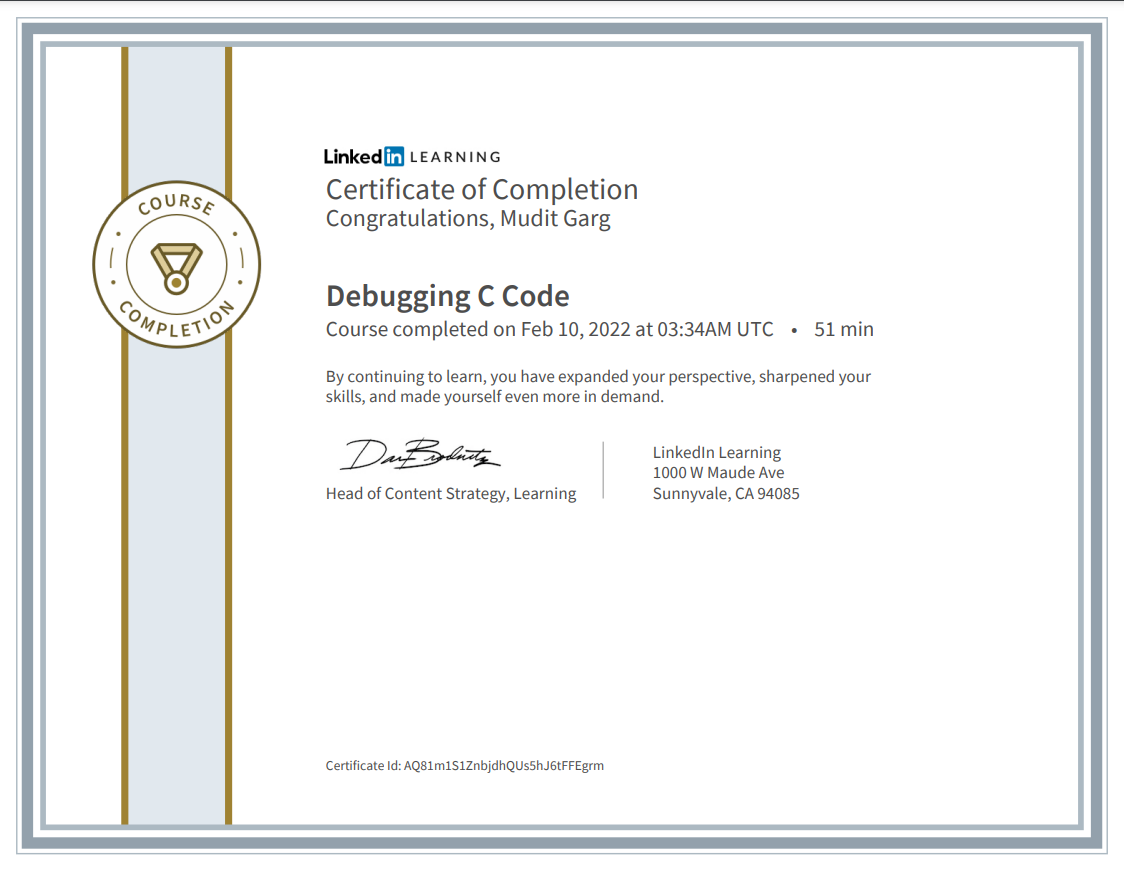 COURSE
COMPLETION
Linked in LEARNING
Certificate of Completion
Congratulations, Mudit Garg
Debugging C Code
Course completed on Feb 10, 2022 at 03:34AM UTC • 51 min
By continuing to learn, you have expanded your perspective, sharpened your
skills, and made yourself even more in demand.
Head of Content Strategy, Learning
LinkedIn Learning
1000 W Maude Ave
Sunnyvale, CA 94085
Certificate Id: AQ81m1S1ZnbjdhQUs5hJ6tFFEgrm